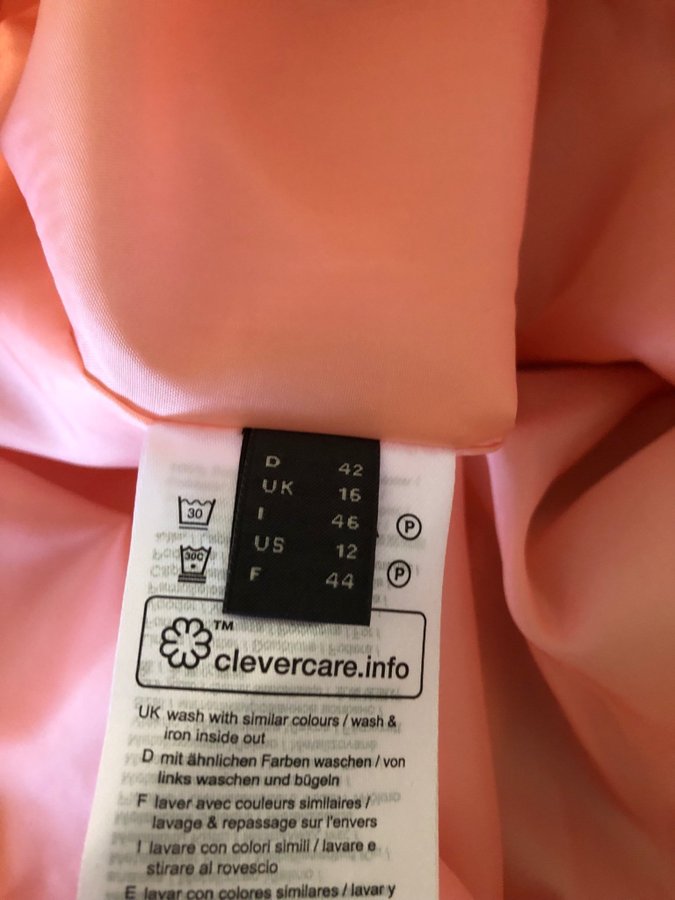 D 42
UK 16
I 46
US 12
F 44
30
30C
P
P
TM
clevercare.info
UK wash with similar colours / wash &
iron inside out
D mit ähnlichen Farben waschen / von
links waschen und bügeln
F laver avec couleurs similaires /
lavage & repassage sur l'envers
I lavare con colori simili / lavare e
stirare al rovescio
E lavar con colores similares / lavar y